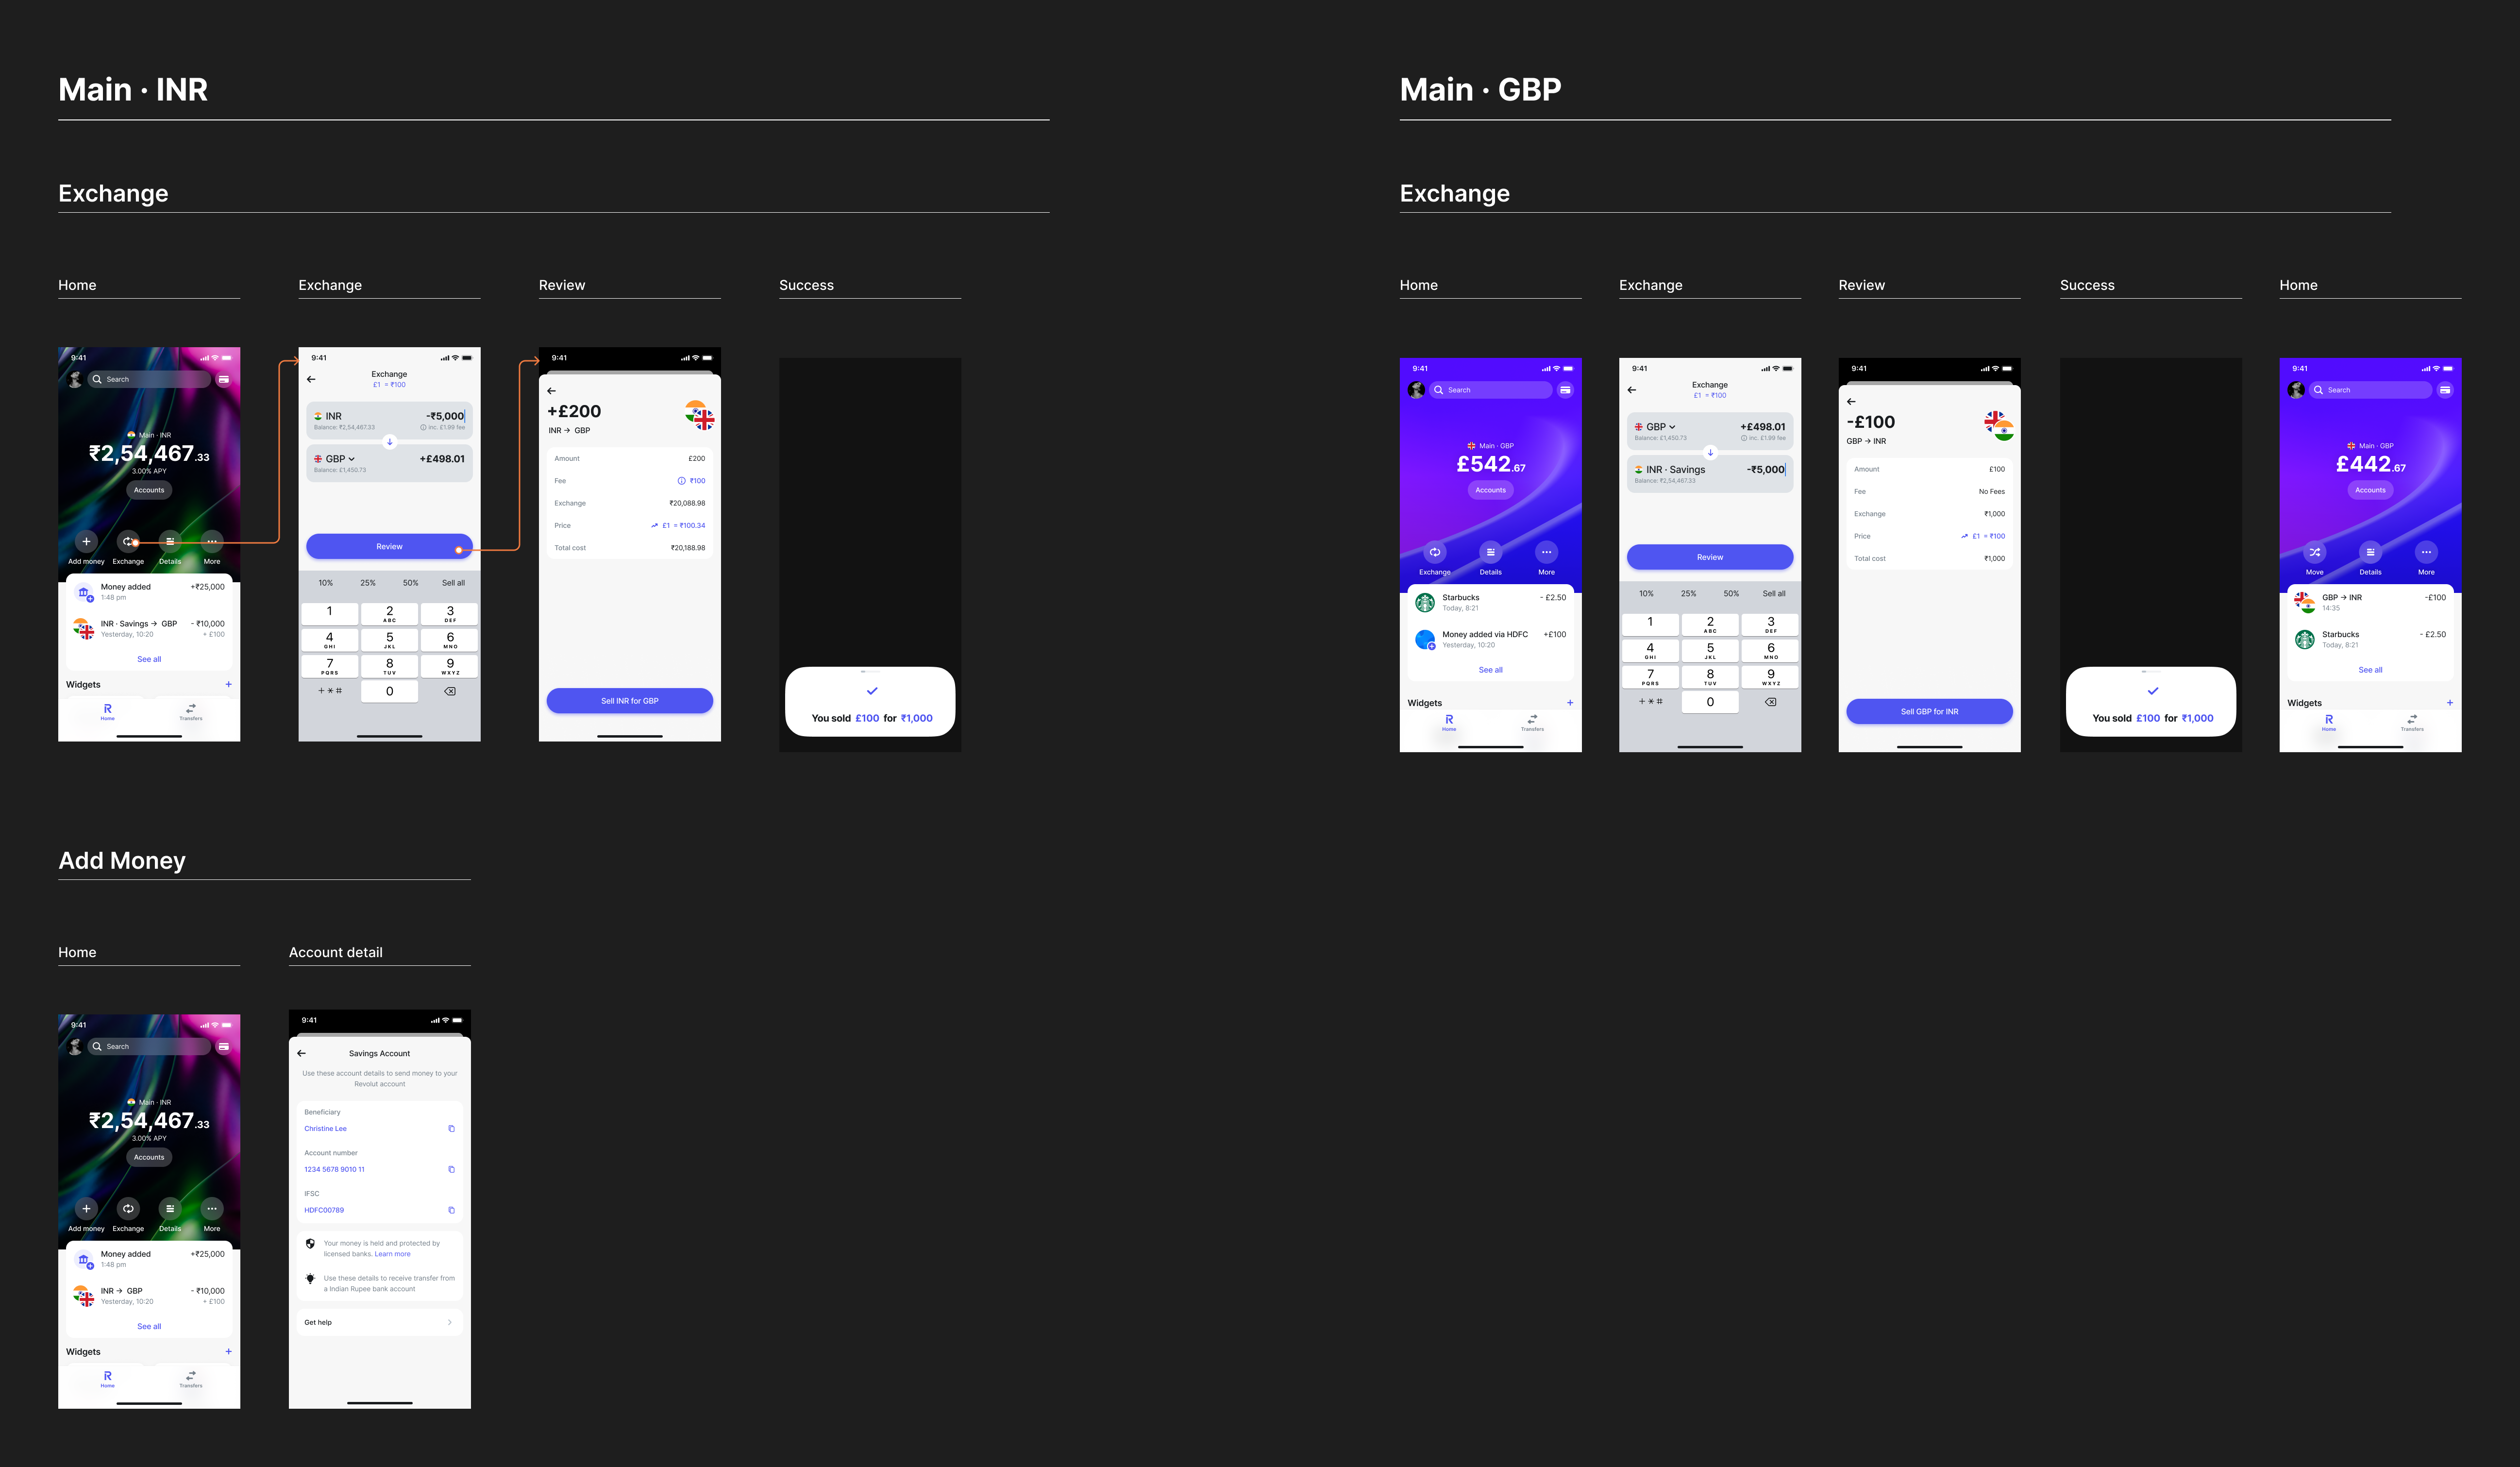 Main · INR
Exchange
Home
9:41
Search
Main · INR
₹2,54,467.33
3.00% APY
Accounts
Add money Exchange Details More
Money added +₹25,000
1:48 pm
INR · Savings → GBP - ₹10,000
Yesterday, 10:20 + £100
See all
Widgets +
Home Transfers
Exchange
9:41
Exchange
£1 = ₹100
INR -₹5,000
Balance: ₹2,54,467.33 inc. £1.99 fee
GBP +£498.01
Balance: £1,450.73
Review
10% 25% 50% Sell all
1 2 3
ABC DEF
4 5 6
GHI JKL MNO
7 8 9
PQRS TUV WXYZ
+ * # 0
Review
9:41
+£200
INR → GBP
Amount £200
Fee ₹100
Exchange ₹20,088.98
Price £1 = ₹100.34
Total cost ₹20,188.98
Sell INR for GBP
Success
You sold £100 for ₹1,000
Add Money
Home
9:41
Search
Main · INR
₹2,54,467.33
3.00% APY
Accounts
Add money Exchange Details More
Money added +₹25,000
1:48 pm
INR → GBP - ₹10,000
Yesterday, 10:20 + £100
See all
Widgets +
Home Transfers
Account detail
9:41
Savings Account
Use these account details to send money to your
Revolut account
Beneficiary
Christine Lee
Account number
1234 5678 9010 11
IFSC
HDFC00789
Your money is held and protected by
licensed banks. Learn more
Use these details to receive transfer from
a Indian Rupee bank account
Get help
Main · GBP
Exchange
Home
9:41
Search
Main · GBP
£542.67
Accounts
Exchange Details More
Starbucks - £2.50
Today, 8:21
Money added via HDFC +£100
Yesterday, 10:20
See all
Widgets +
Home Transfers
Exchange
9:41
Exchange
£1 = ₹100
GBP +£498.01
Balance: £1,450.73 inc. £1.99 fee
INR · Savings -₹5,000
Balance: ₹2,54,467.33
Review
10% 25% 50% Sell all
1 2 3
ABC DEF
4 5 6
GHI JKL MNO
7 8 9
PQRS TUV WXYZ
+ * # 0
Review
9:41
-£100
GBP → INR
Amount £100
Fee No Fees
Exchange ₹1,000
Price £1 = ₹100
Total cost ₹1,000
Sell GBP for INR
Success
You sold £100 for ₹1,000
Home
9:41
Search
Main · GBP
£442.67
Accounts
Move Details More
GBP → INR -£100
14:35
Starbucks - £2.50
Today, 8:21
See all
Widgets +
Home Transfers